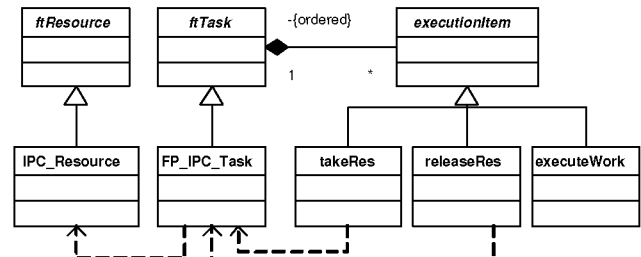 ftResource ftTask -{ordered} executionItem
1 *
IPC_Resource FP_IPC_Task takeRes releaseRes executeWork